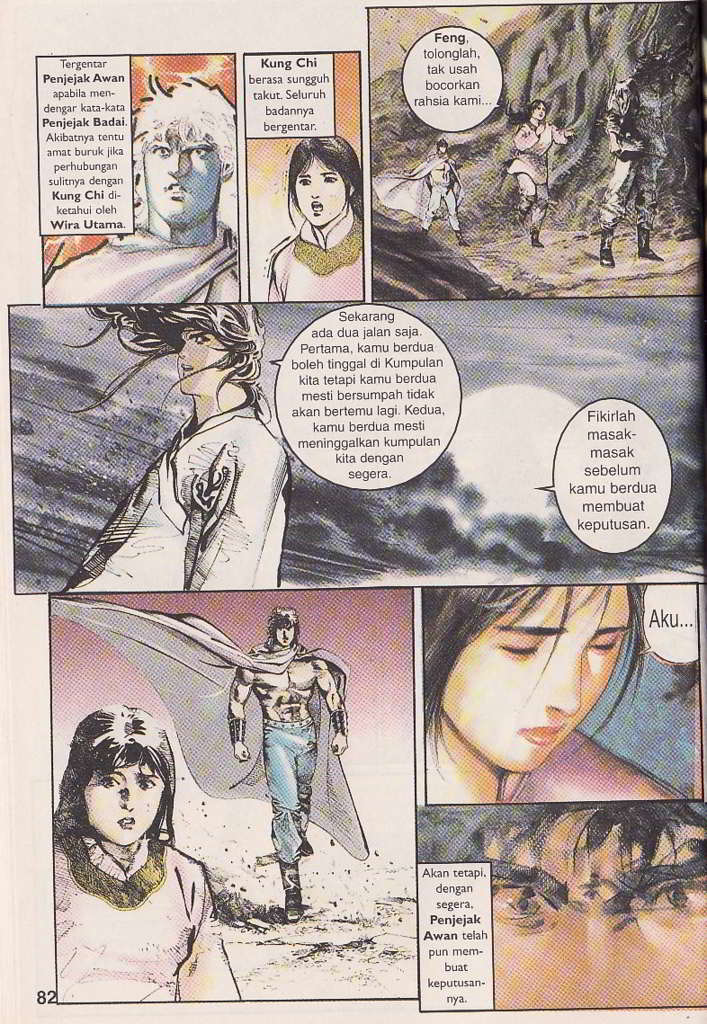 Tergentar
Penjejak Awan
apabila men-
dengar kata-kata
Penjejak Badai.
Akibatnya tentu
amat buruk jika
perhubungan
sulitnya dengan
Kung Chi di-
ketahui oleh
Wira Utama.
Kung Chi
berasa sungguh
takut. Seluruh
badannya
bergentar.
Feng,
tolonglah,
tak usah
bocorkan
rahsia kami...
Sekarang
ada dua jalan saja.
Pertama, kamu berdua
boleh tinggal di Kumpulan
kita tetapi kamu berdua
mesti bersumpah tidak
akan bertemu lagi. Kedua,
kamu berdua mesti
meninggalkan kumpulan
kita dengan
segera.
Fikirlah
masak-
masak
sebelum
kamu berdua
membuat
keputusan.
Aku...
Akan tetapi,
dengan
segera,
Penjejak
Awan telah
pun mem-
buat
keputusan-
nya.
82